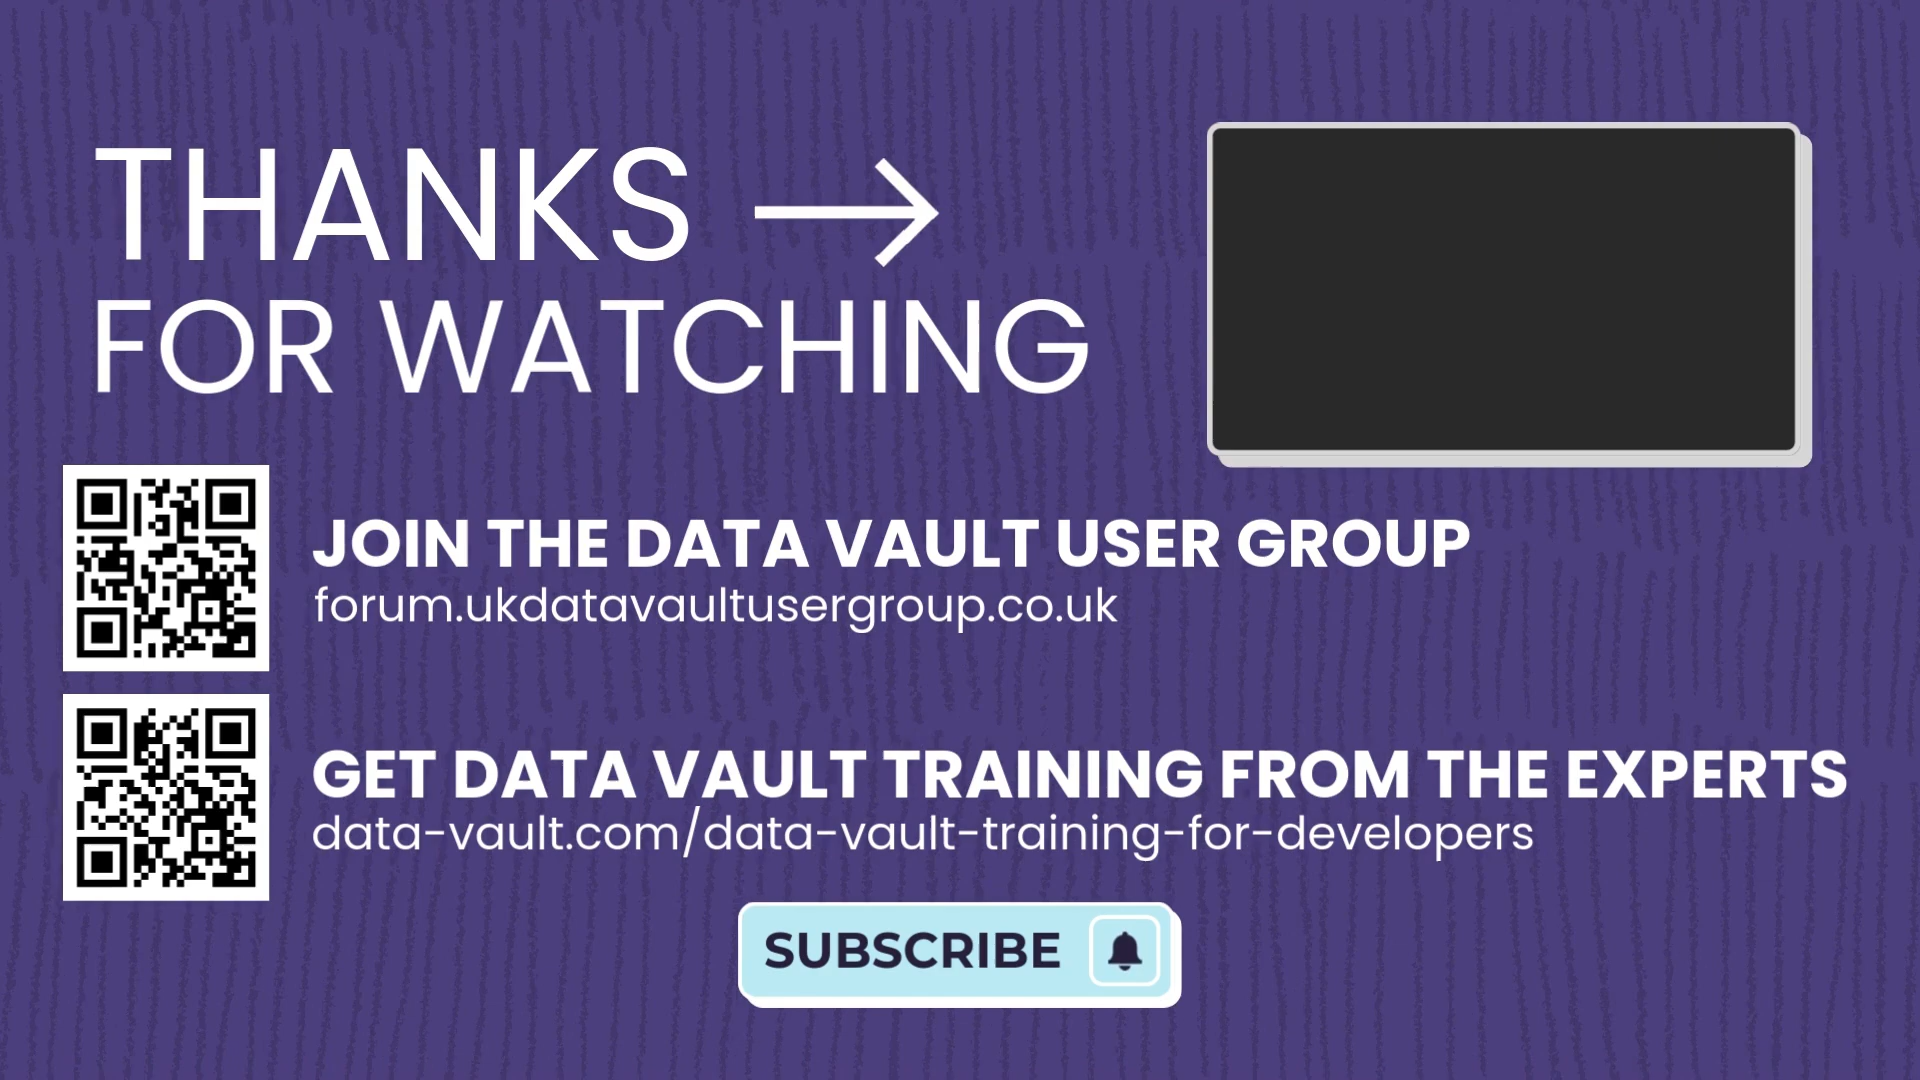 THANKS
FOR WATCHING
JOIN THE DATA VAULT USER GROUP
forum.ukdatavaultusergroup.co.uk
GET DATA VAULT TRAINING FROM THE EXPERTS
data-vault.com/data-vault-training-for-developers
SUBSCRIBE